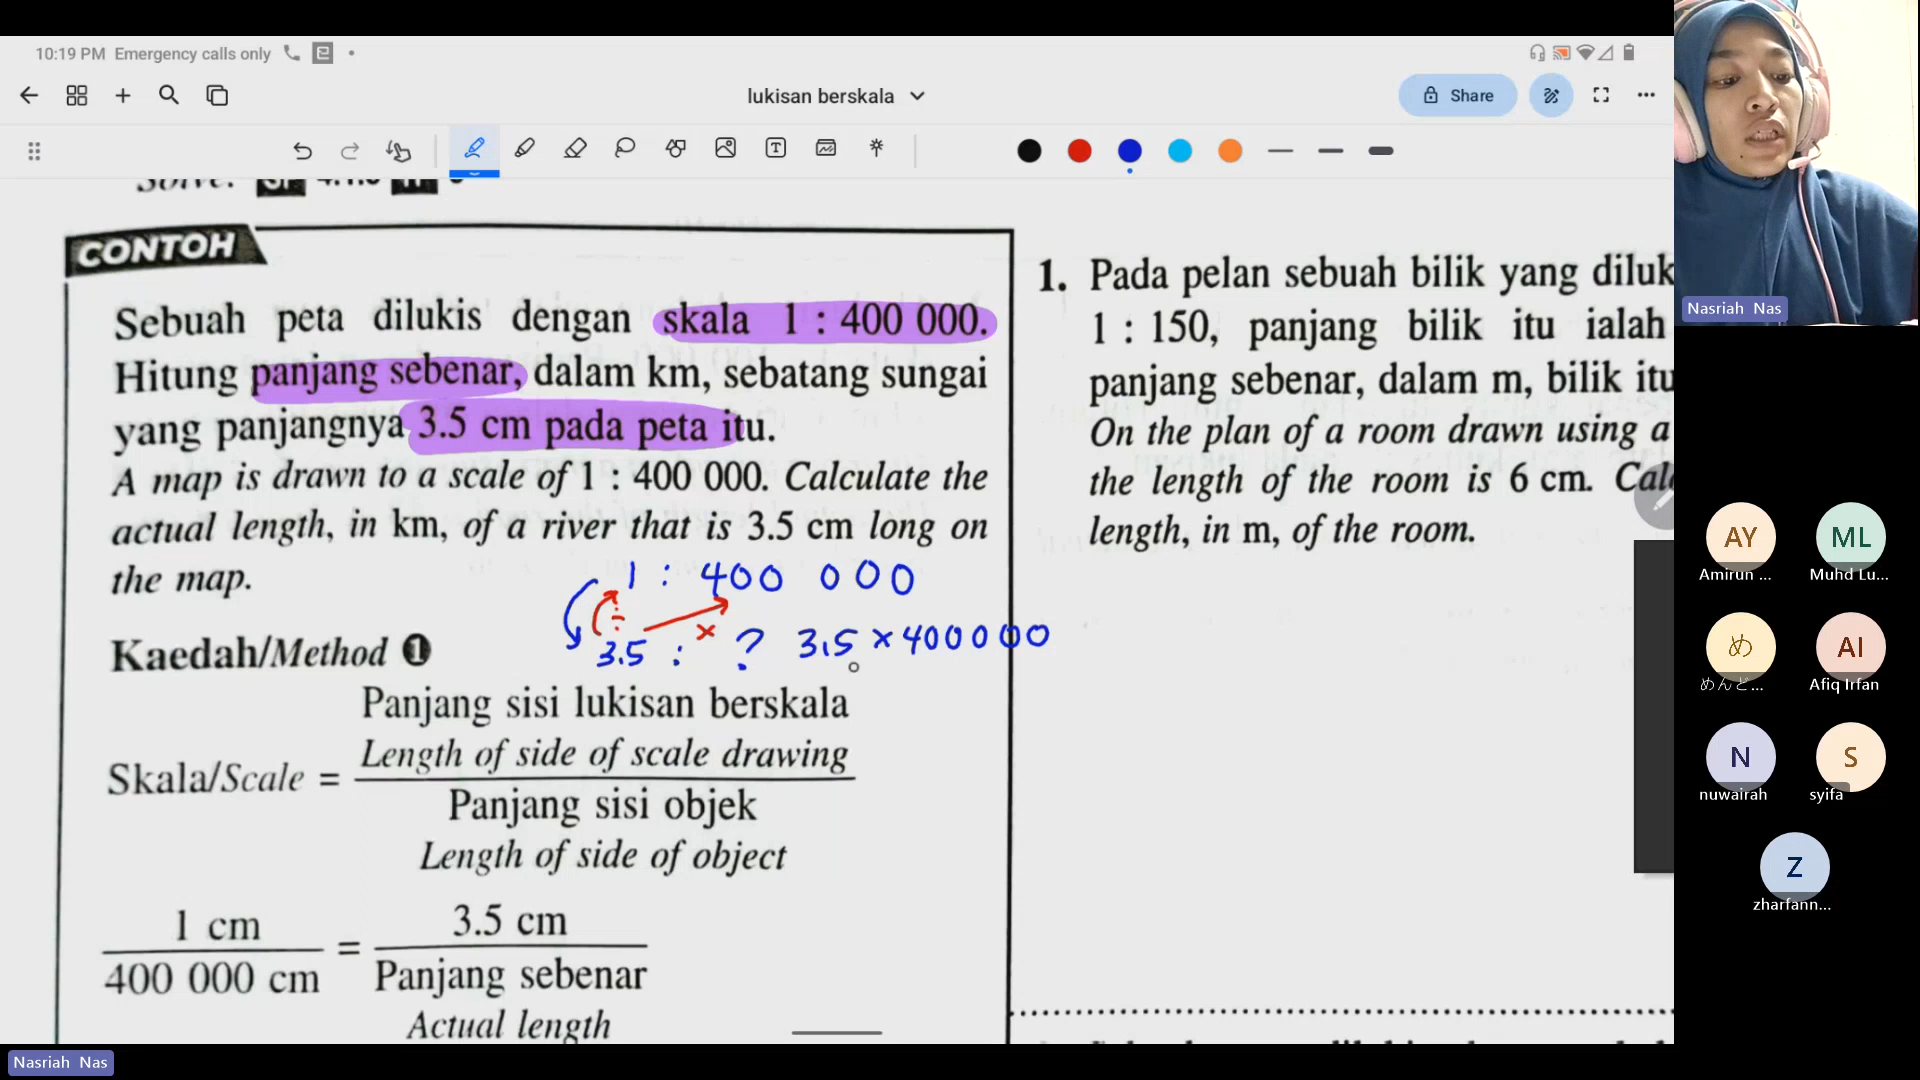 10:19 PM Emergency calls only
lukisan berskala
Share
CONTOH
Sebuah peta dilukis dengan skala 1 : 400 000.
Hitung panjang sebenar, dalam km, sebatang sungai
yang panjangnya 3.5 cm pada peta itu.
A map is drawn to a scale of 1 : 400 000. Calculate the
actual length, in km, of a river that is 3.5 cm long on
the map.
1 : 400 000
÷
×
3.5 : ? 3.5 × 400000
Kaedah/Method 1
Panjang sisi lukisan berskala
Length of side of scale drawing
Skala/Scale =
Panjang sisi objek
Length of side of object
1 cm
400 000 cm
=
3.5 cm
Panjang sebenar
Actual length
1. Pada pelan sebuah bilik yang diluk
1 : 150, panjang bilik itu ialah
panjang sebenar, dalam m, bilik itu
On the plan of a room drawn using a
the length of the room is 6 cm. Calc
length, in m, of the room.
Nasriah Nas
AY
Amirun ...
ML
Muhd Lu...
め
めんど...
AI
Afiq Irfan
N
nuwairah
S
syifa
Z
zharfann...
Nasriah Nas